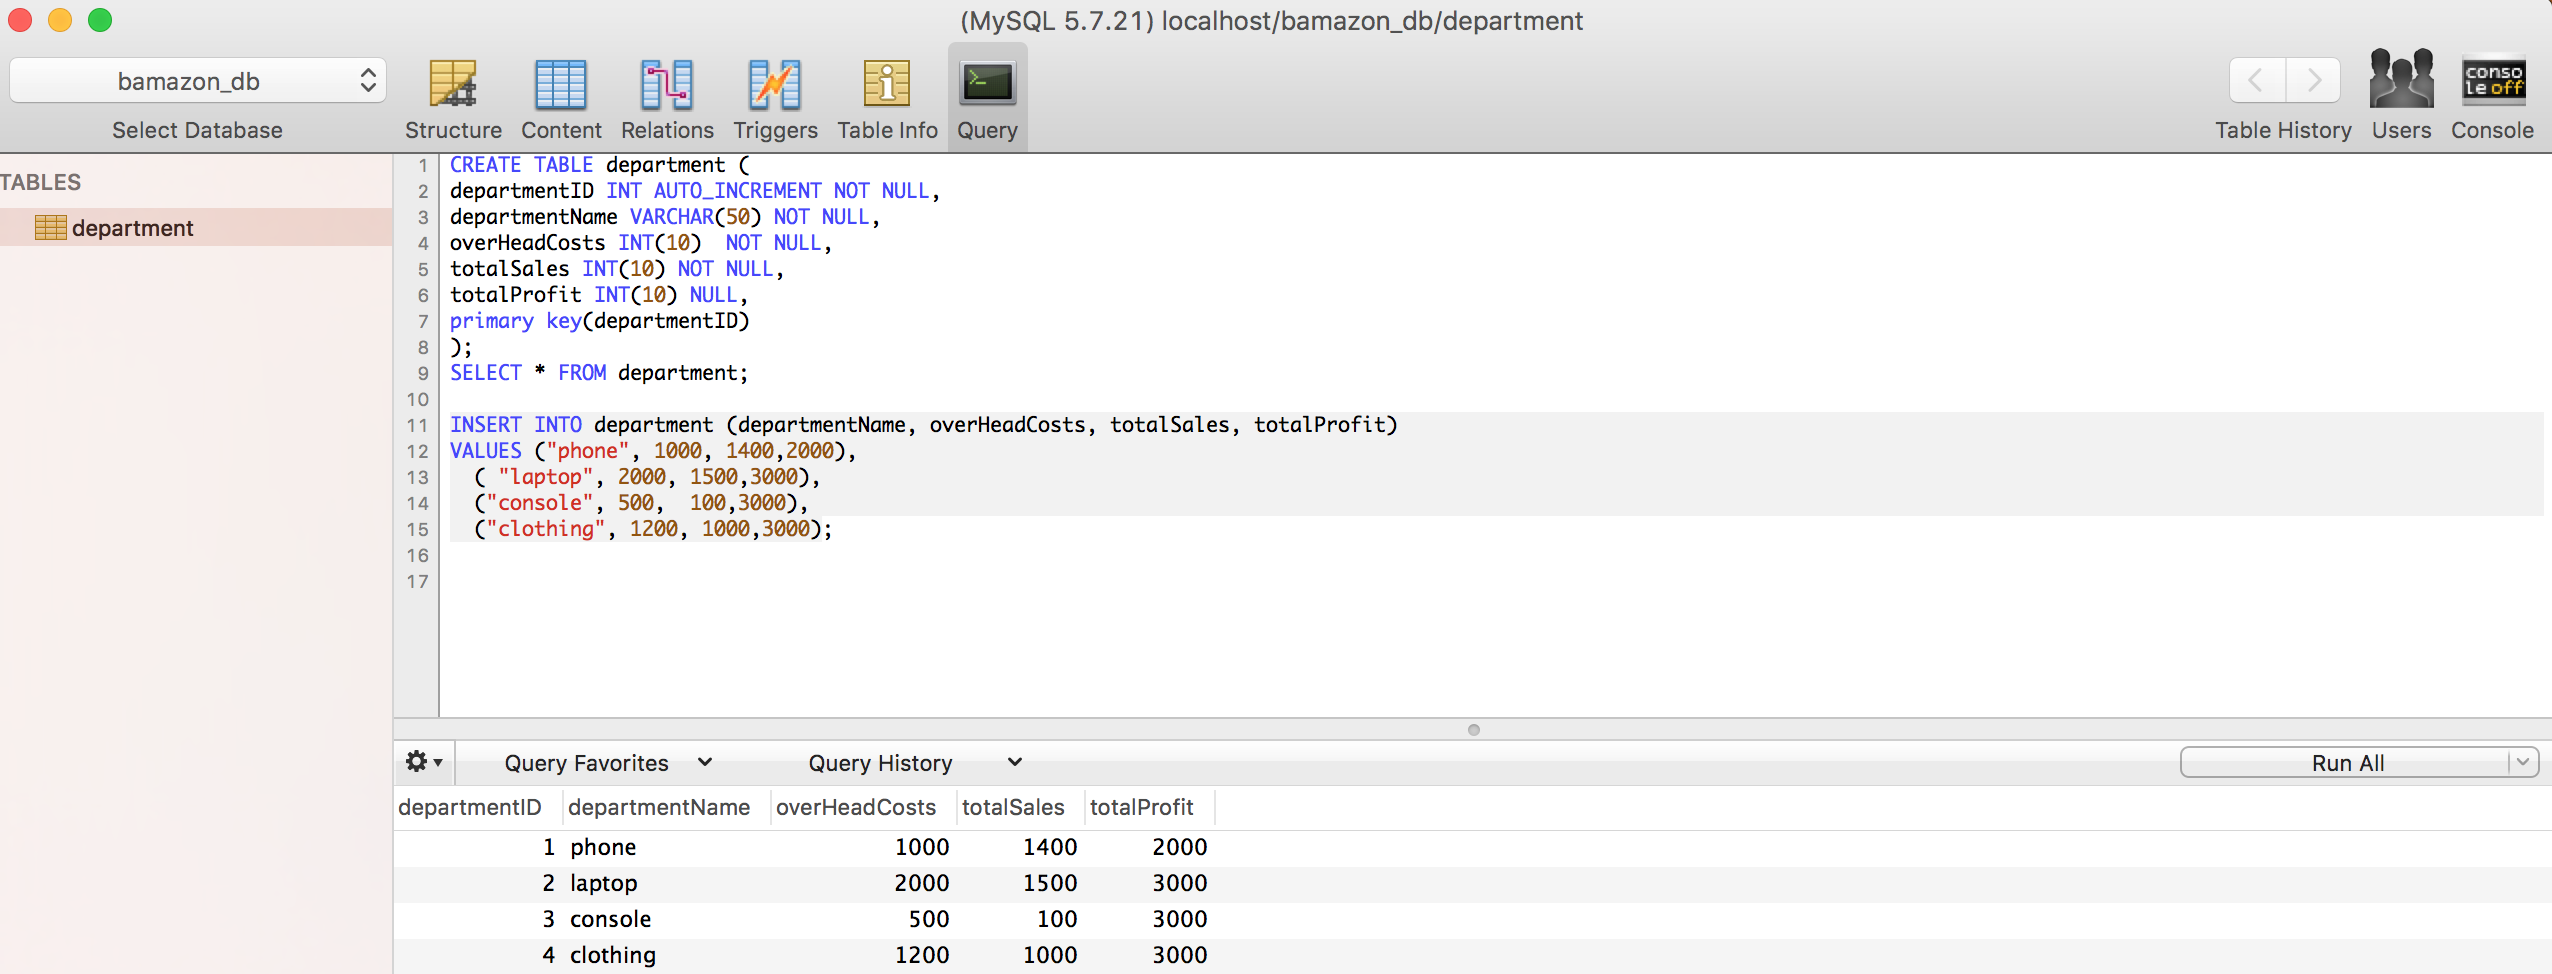 (MySQL 5.7.21) localhost/bamazon_db/department
bamazon_db
conso
le off
Select Database
Structure
Content
Relations
Triggers
Table Info
Query
Table History
Users
Console
TABLES
department
1 CREATE TABLE department (
2 departmentID INT AUTO_INCREMENT NOT NULL,
3 departmentName VARCHAR(50) NOT NULL,
4 overHeadCosts INT(10)  NOT NULL,
5 totalSales INT(10) NOT NULL,
6 totalProfit INT(10) NULL,
7 primary key(departmentID)
8 );
9 SELECT * FROM department;
10
11 INSERT INTO department (departmentName, overHeadCosts, totalSales, totalProfit)
12 VALUES ("phone", 1000, 1400,2000),
13   ( "laptop", 2000, 1500,3000),
14   ("console", 500,  100,3000),
15   ("clothing", 1200, 1000,3000);
16
17
Query Favorites
Query History
Run All
departmentID departmentName overHeadCosts totalSales totalProfit
1 phone 1000 1400 2000
2 laptop 2000 1500 3000
3 console 500 100 3000
4 clothing 1200 1000 3000